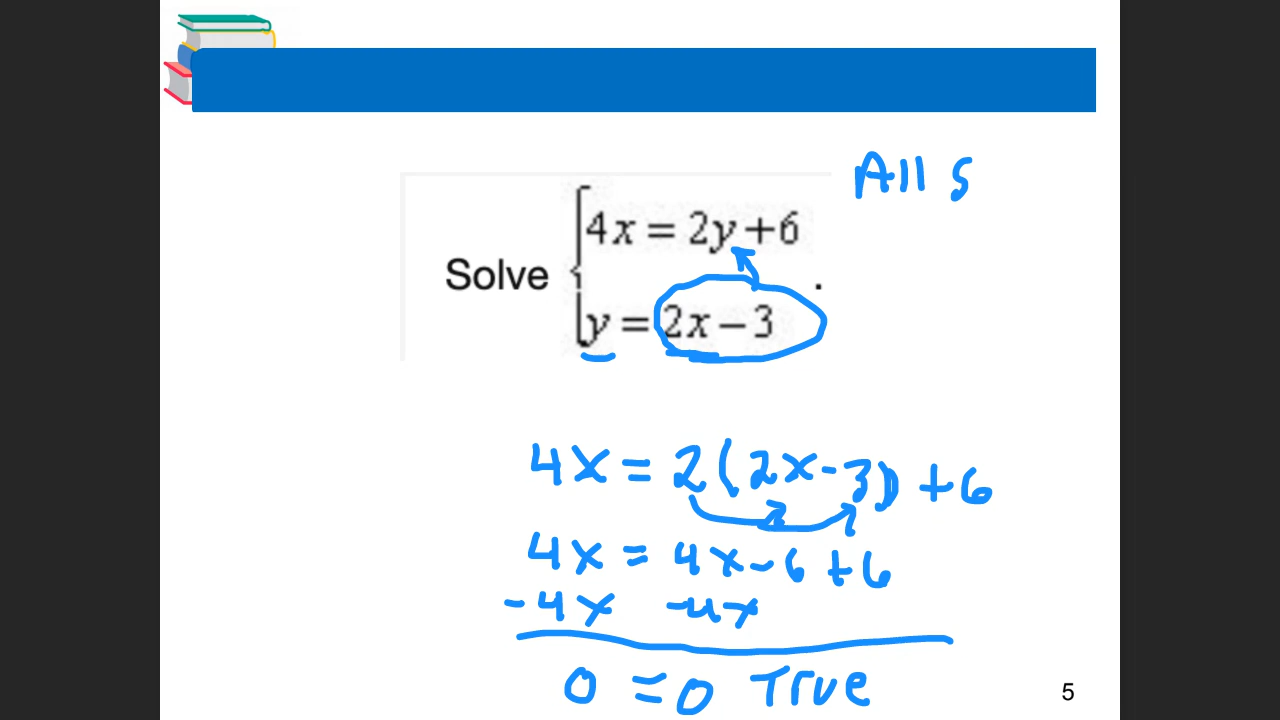 All S
4x = 2y+6
Solve
.
y = 2x-3
4x = 2(2x-3) +6
4x = 4x-6+6
-4x -4x
0 = 0 True
5